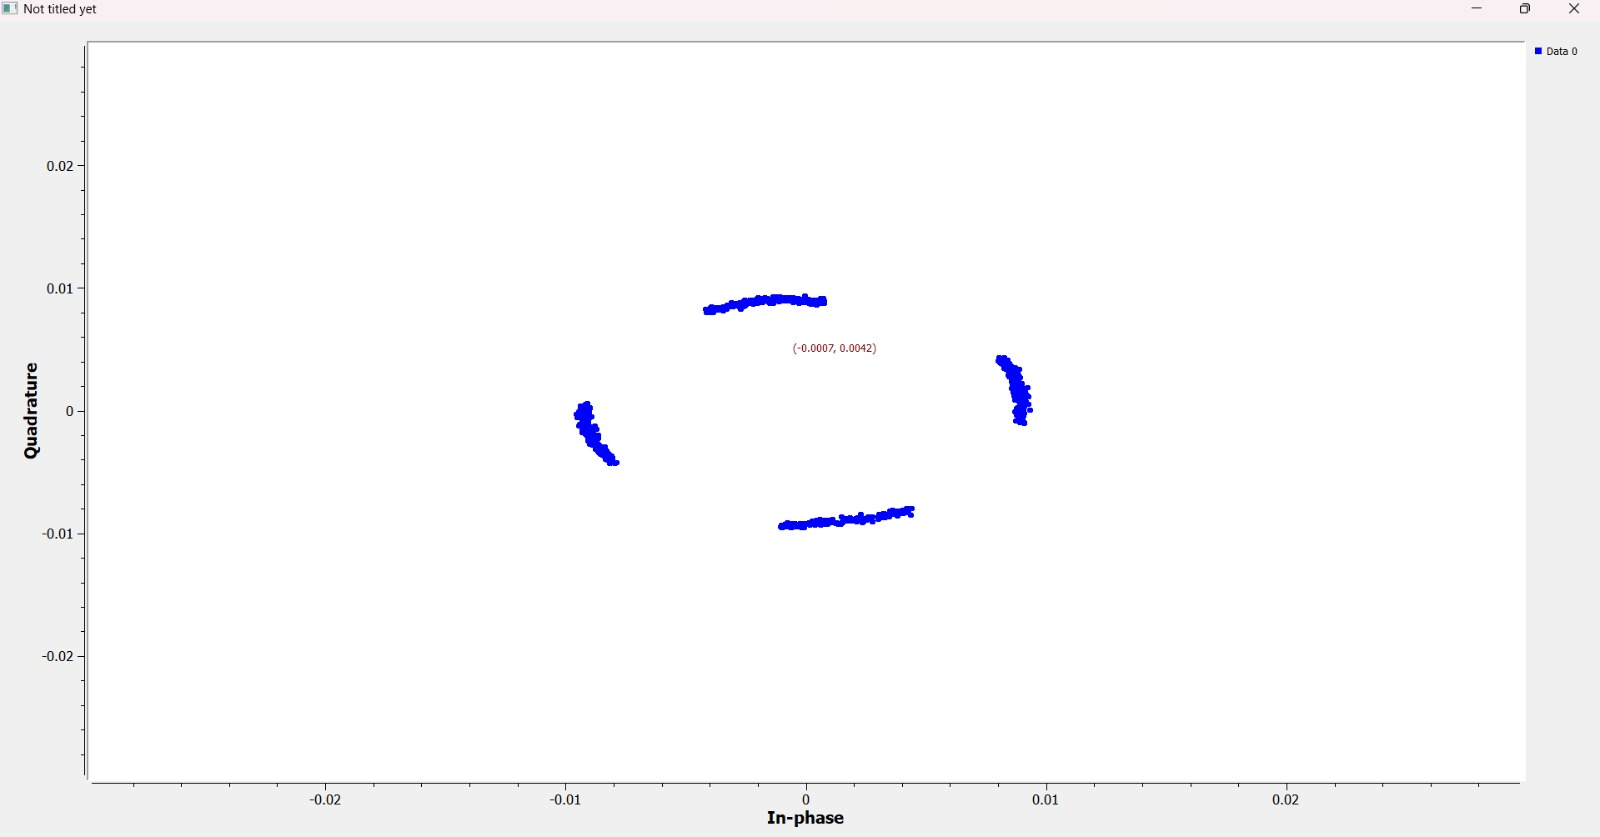 Not titled yet
Data 0
0.02
0.01
(-0.0007, 0.0042)
Quadrature
0
-0.01
-0.02
-0.02 -0.01 0 0.01 0.02
In-phase